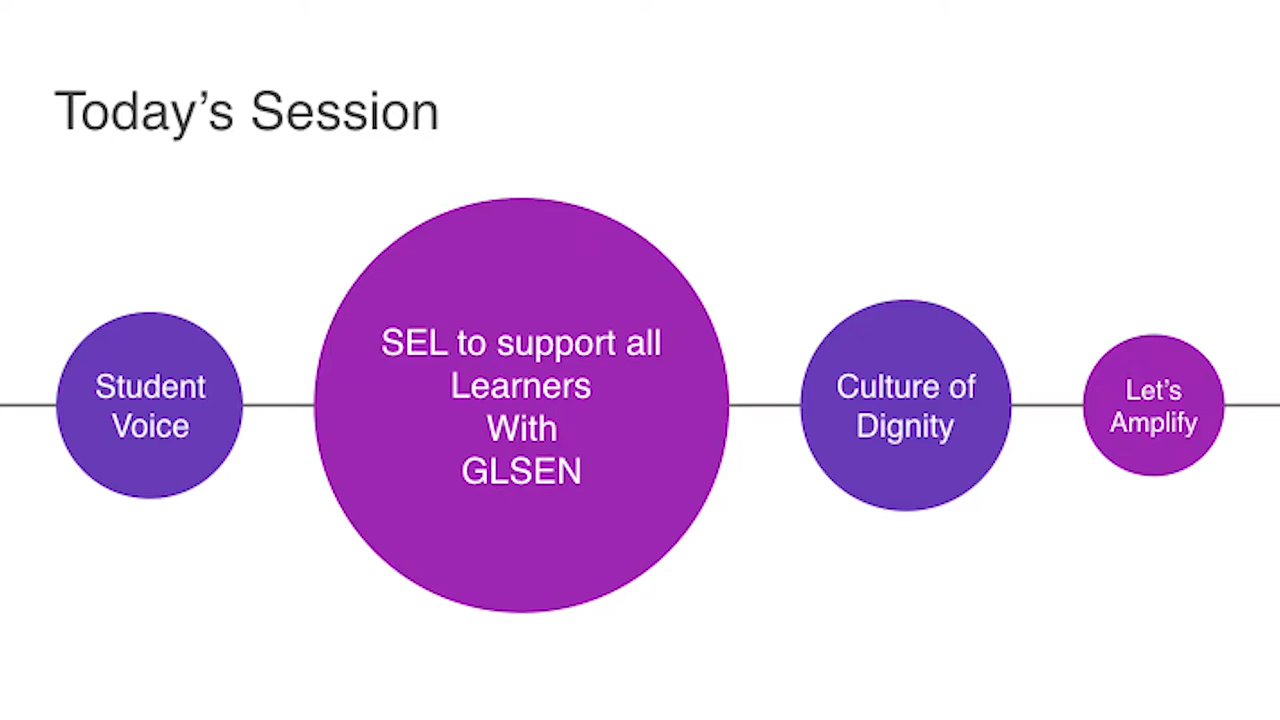 Today’s Session
Student
Voice
SEL to support all
Learners
With
GLSEN
Culture of
Dignity
Let’s
Amplify